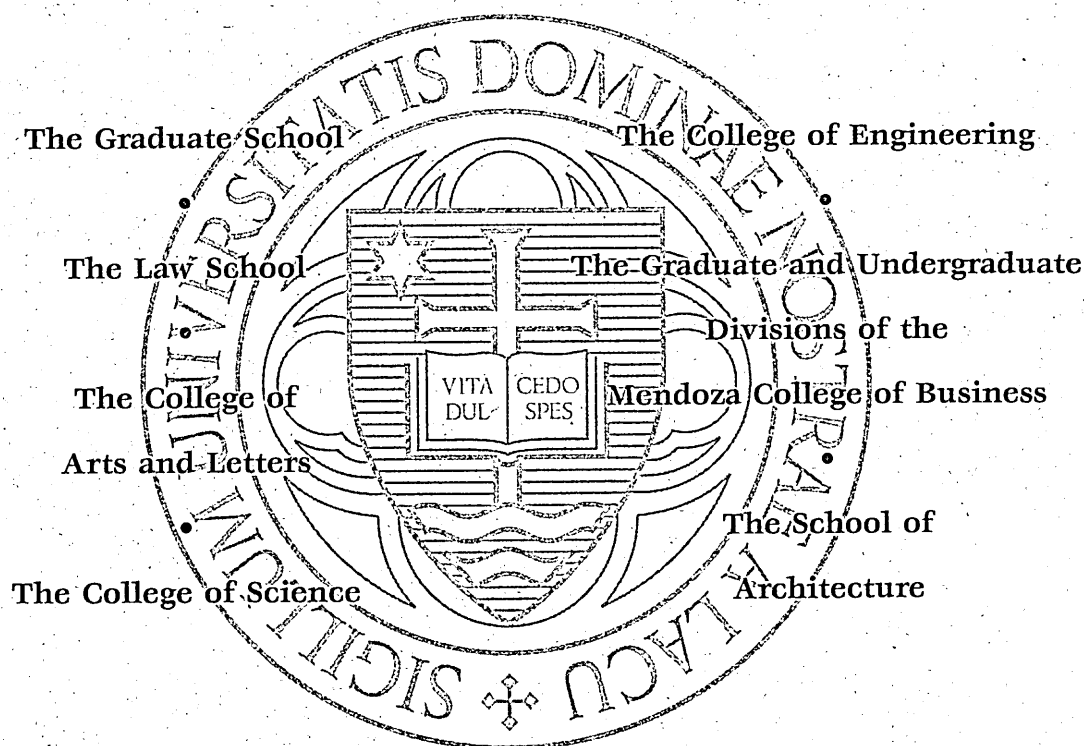 SIGILLUM UNIVERSITATIS DOMINAE NOSTRAE A LACU
The Graduate School
The Law School
The College of
Arts and Letters
The College of Science
VITA
DUL
CEDO
SPES
The College of Engineering
The Graduate and Undergraduate
Divisions of the
Mendoza College of Business
The School of
Architecture